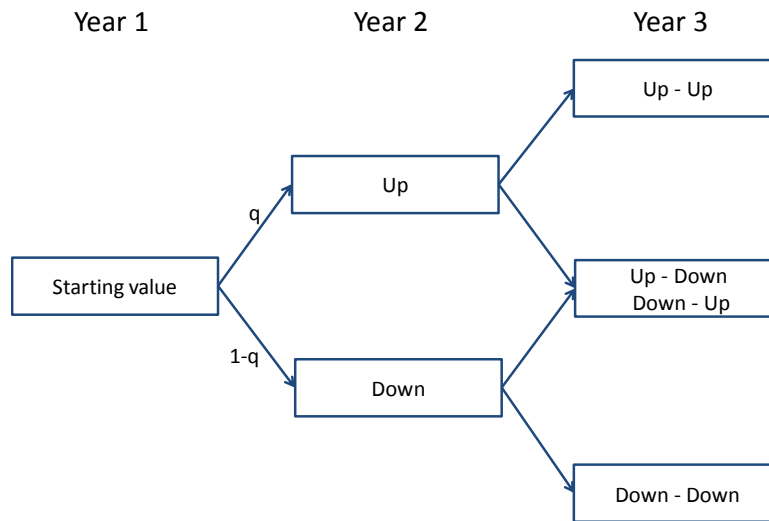 Year 1
Year 2
Year 3
Up - Up
Up
q
Starting value
Up - Down
Down - Up
1-q
Down
Down - Down